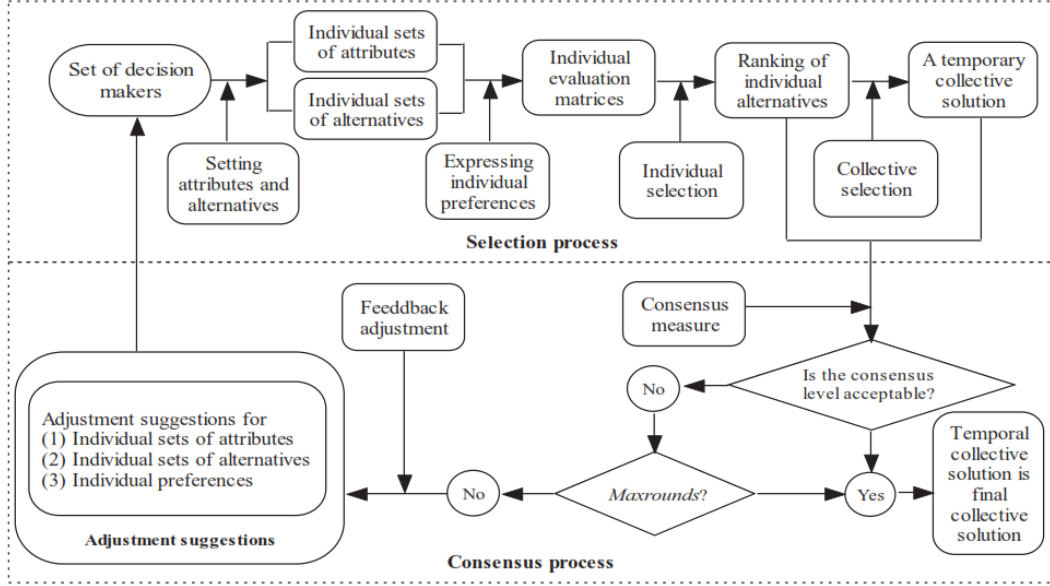 Set of decision
makers
Individual sets
of attributes
Individual sets
of alternatives
Individual
evaluation
matrices
Ranking of
individual
alternatives
A temporary
collective
solution
Setting
attributes and
alternatives
Expressing
individual
preferences
Individual
selection
Collective
selection
Selection process
Feeddback
adjustment
Consensus
measure
Is the consensus
level acceptable?
No
Adjustment suggestions for
(1) Individual sets of attributes
(2) Individual sets of alternatives
(3) Individual preferences
Adjustment suggestions
No
Maxrounds?
Yes
Temporal
collective
solution is
final
collective
solution
Consensus process